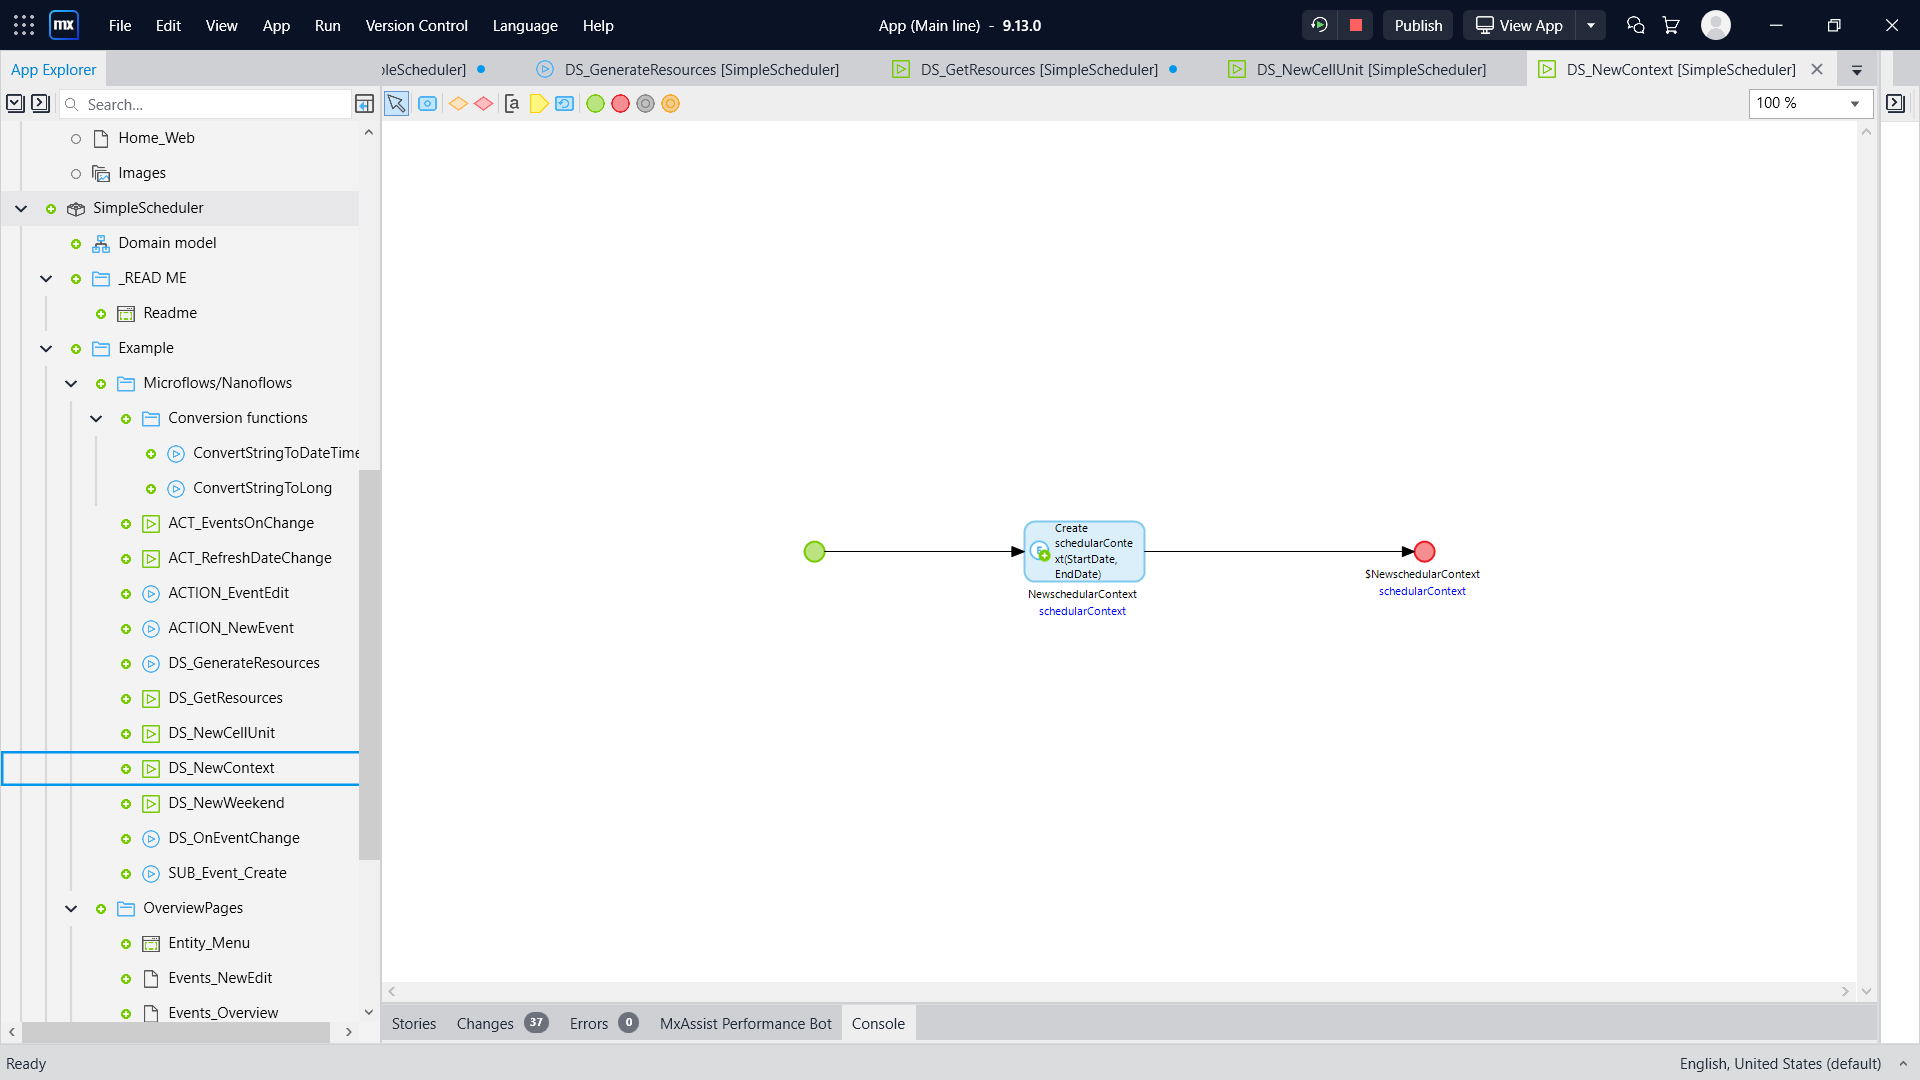 mx File Edit View App Run Version Control Language Help
App (Main line) - 9.13.0
Publish View App
App Explorer
pleScheduler] DS_GenerateResources [SimpleScheduler] DS_GetResources [SimpleScheduler] DS_NewCellUnit [SimpleScheduler] DS_NewContext [SimpleScheduler]
Search...
[a
100 %
Home_Web
Images
SimpleScheduler
Domain model
_READ ME
Readme
Example
Microflows/Nanoflows
Conversion functions
ConvertStringToDateTime
ConvertStringToLong
ACT_EventsOnChange
ACT_RefreshDateChange
ACTION_EventEdit
ACTION_NewEvent
DS_GenerateResources
DS_GetResources
DS_NewCellUnit
DS_NewContext
DS_NewWeekend
DS_OnEventChange
SUB_Event_Create
OverviewPages
Entity_Menu
Events_NewEdit
Events_Overview
Create
schedularConte
xt(StartDate,
EndDate)
NewschedularContext
schedularContext
$NewschedularContext
schedularContext
Stories Changes 37 Errors 0 MxAssist Performance Bot Console
Ready
English, United States (default)